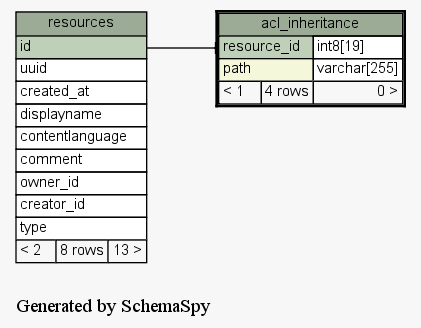 resources
id
uuid
created_at
displayname
contentlanguage
comment
owner_id
creator_id
type
< 2 8 rows 13 >
acl_inheritance
resource_id int8[19]
path varchar[255]
< 1 4 rows 0 >
Generated by SchemaSpy